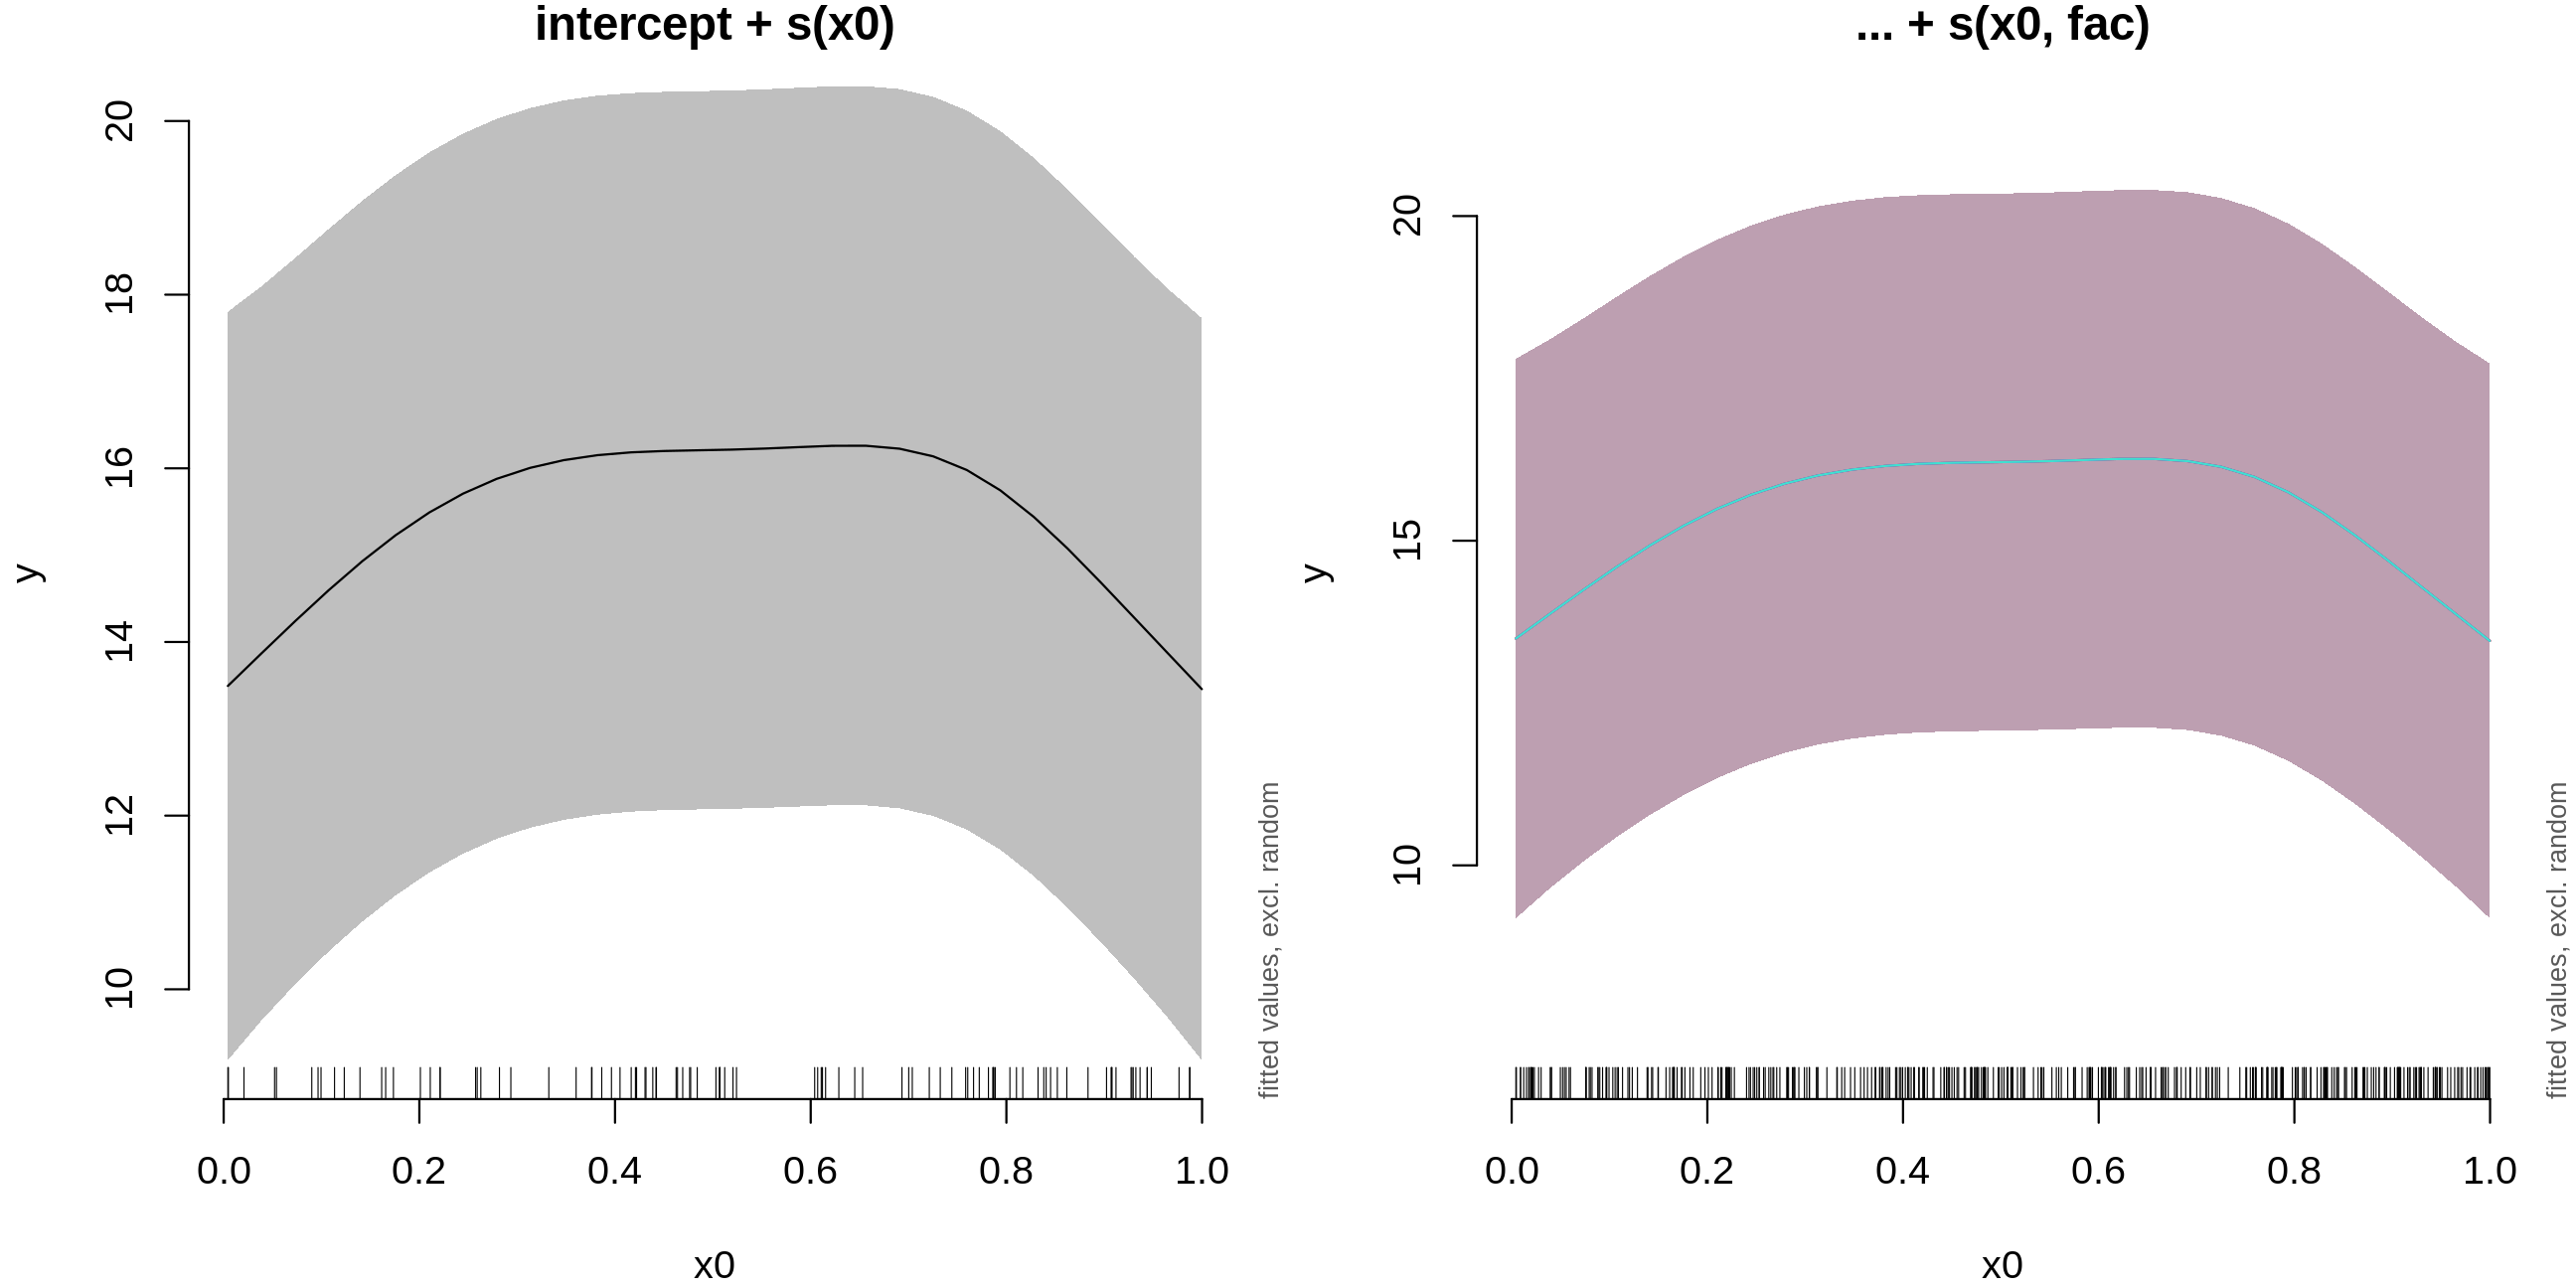 intercept + s(x0)
y
20
18
16
14
12
10
0.0 0.2 0.4 0.6 0.8 1.0
x0
fitted values, excl. random
... + s(x0, fac)
y
20
15
10
0.0 0.2 0.4 0.6 0.8 1.0
x0
fitted values, excl. random